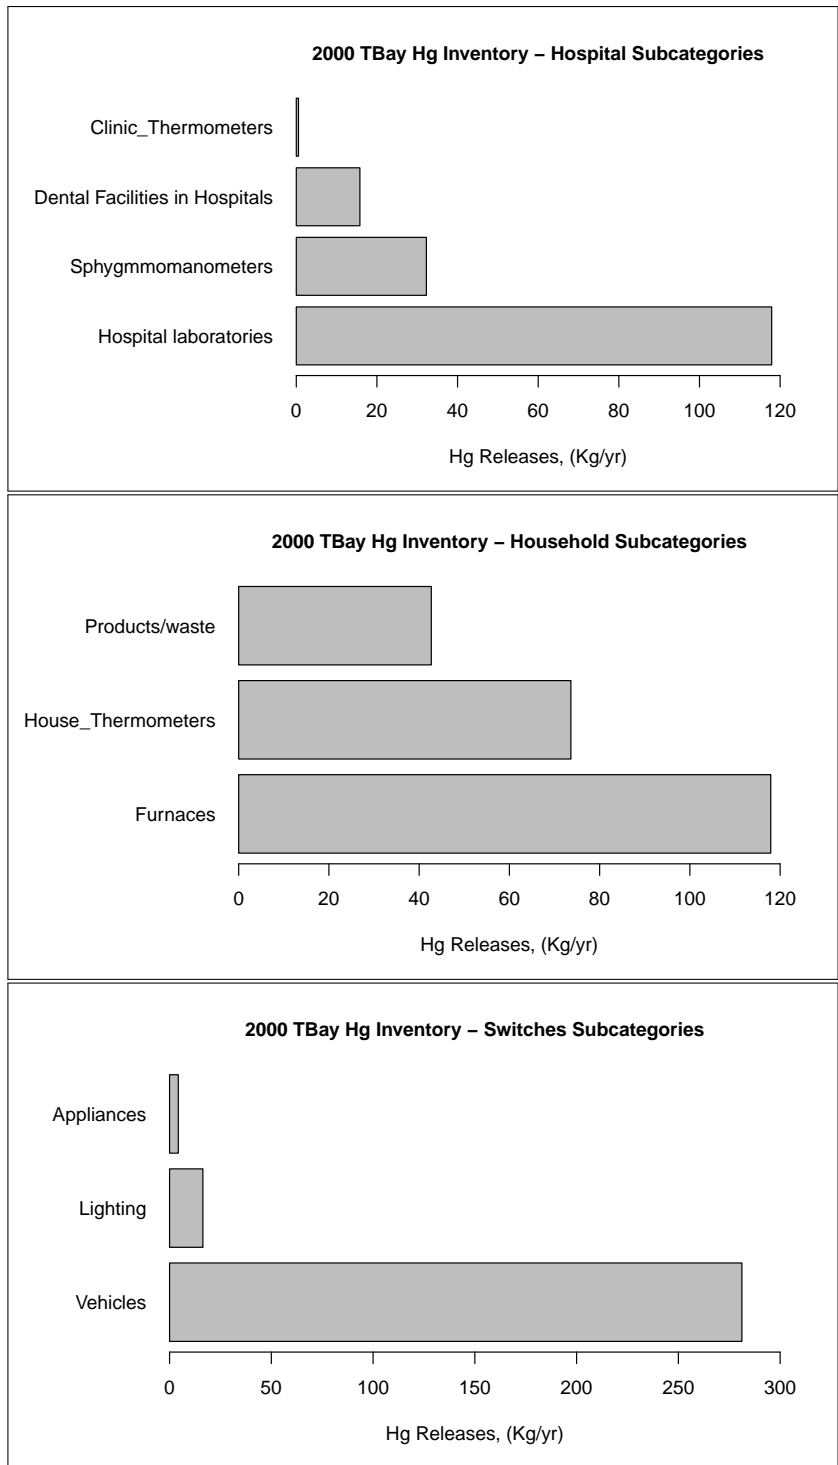 2000 TBay Hg Inventory – Hospital Subcategories
Clinic_Thermometers
Dental Facilities in Hospitals
Sphygmmomanometers
Hospital laboratories
0 20 40 60 80 100 120
Hg Releases, (Kg/yr)
2000 TBay Hg Inventory – Household Subcategories
Products/waste
House_Thermometers
Furnaces
0 20 40 60 80 100 120
Hg Releases, (Kg/yr)
2000 TBay Hg Inventory – Switches Subcategories
Appliances
Lighting
Vehicles
0 50 100 150 200 250 300
Hg Releases, (Kg/yr)